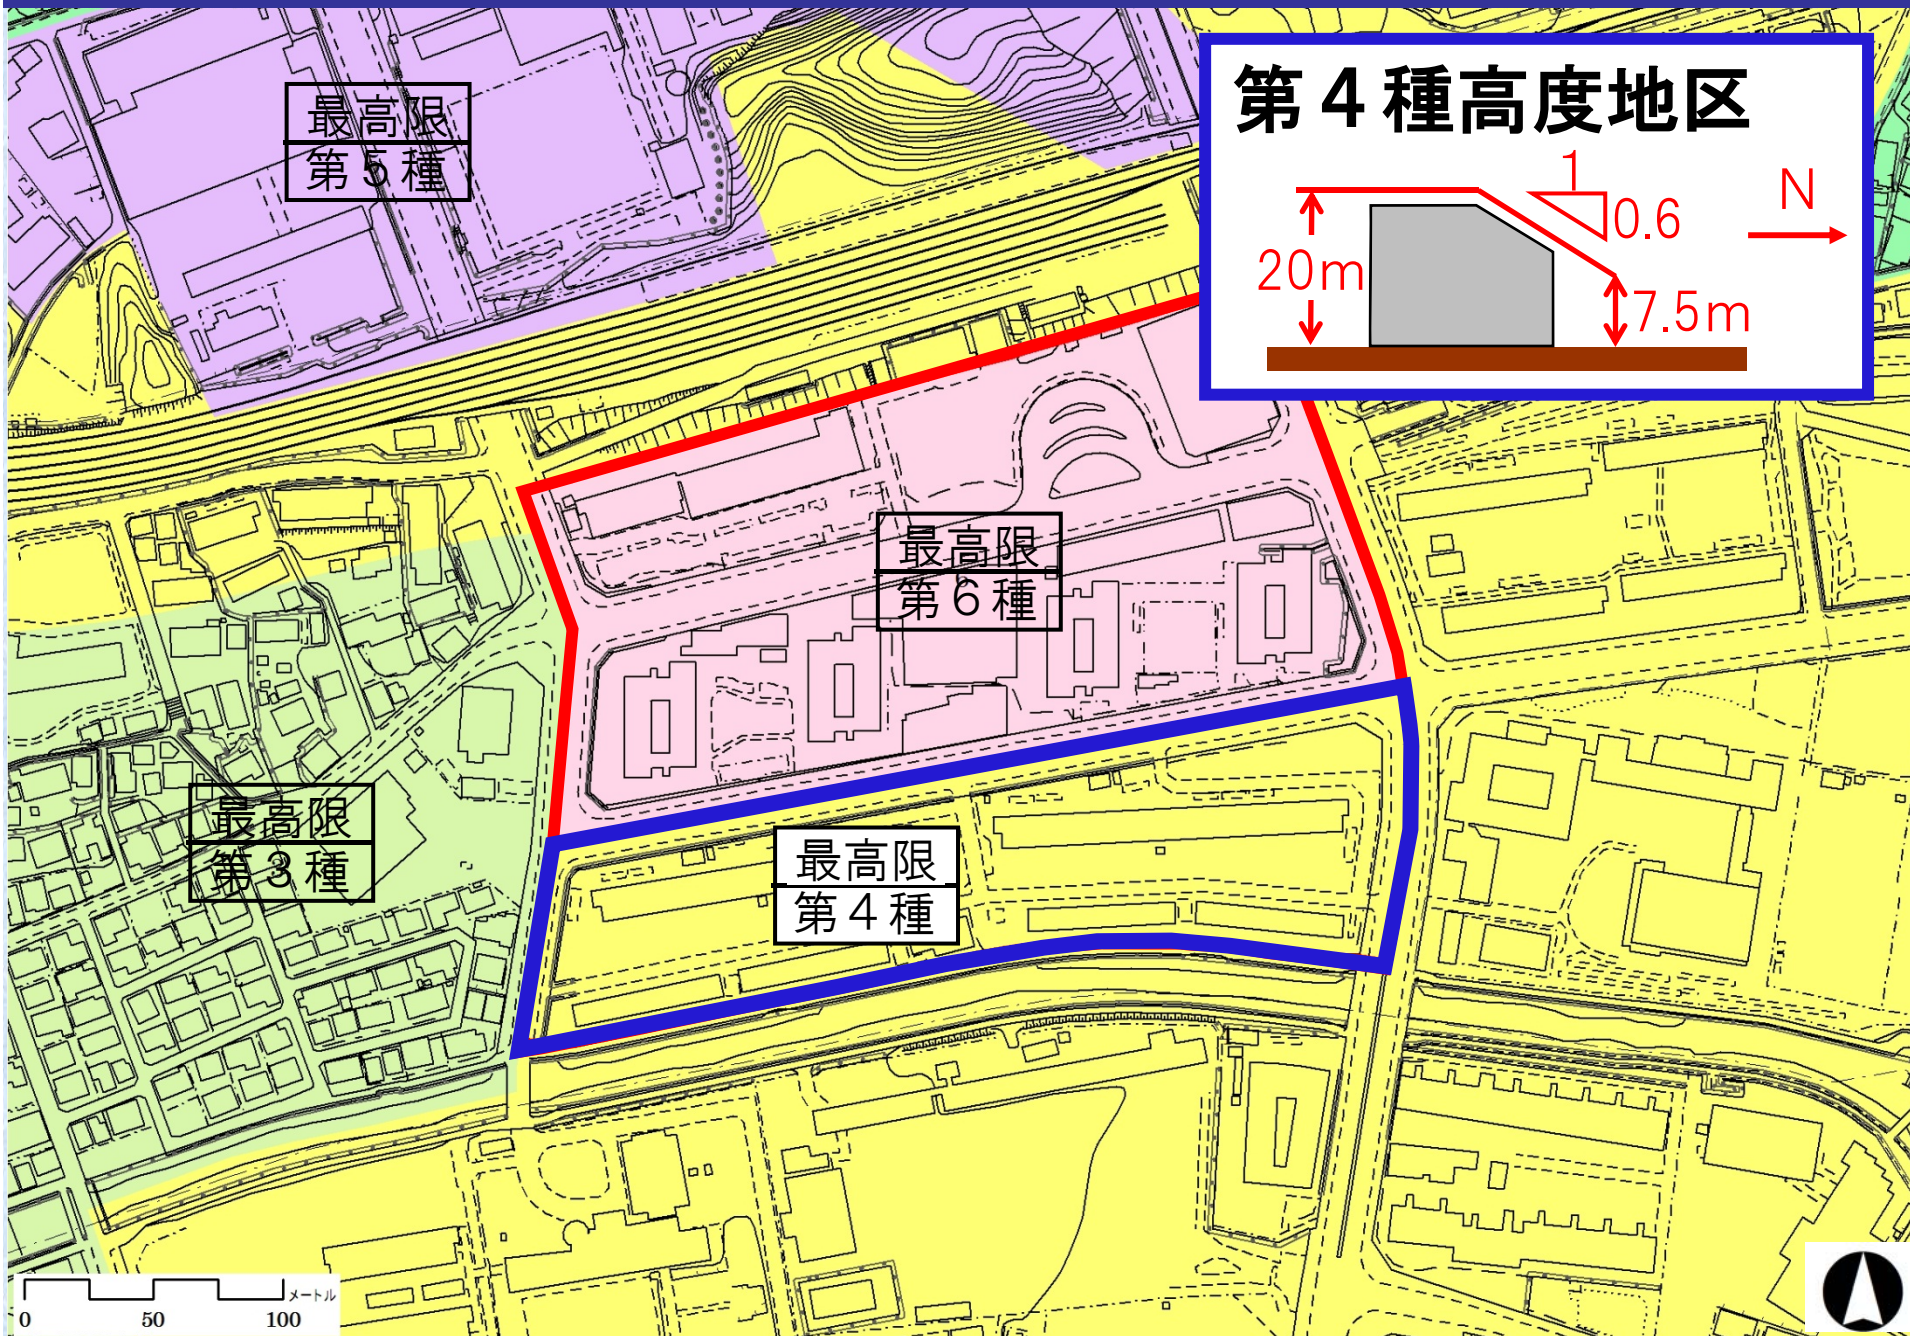 第４種高度地区
1
0.6
N
20m
7.5m
最高限
第５種
最高限
第６種
最高限
第３種
最高限
第４種
メートル
0 50 100